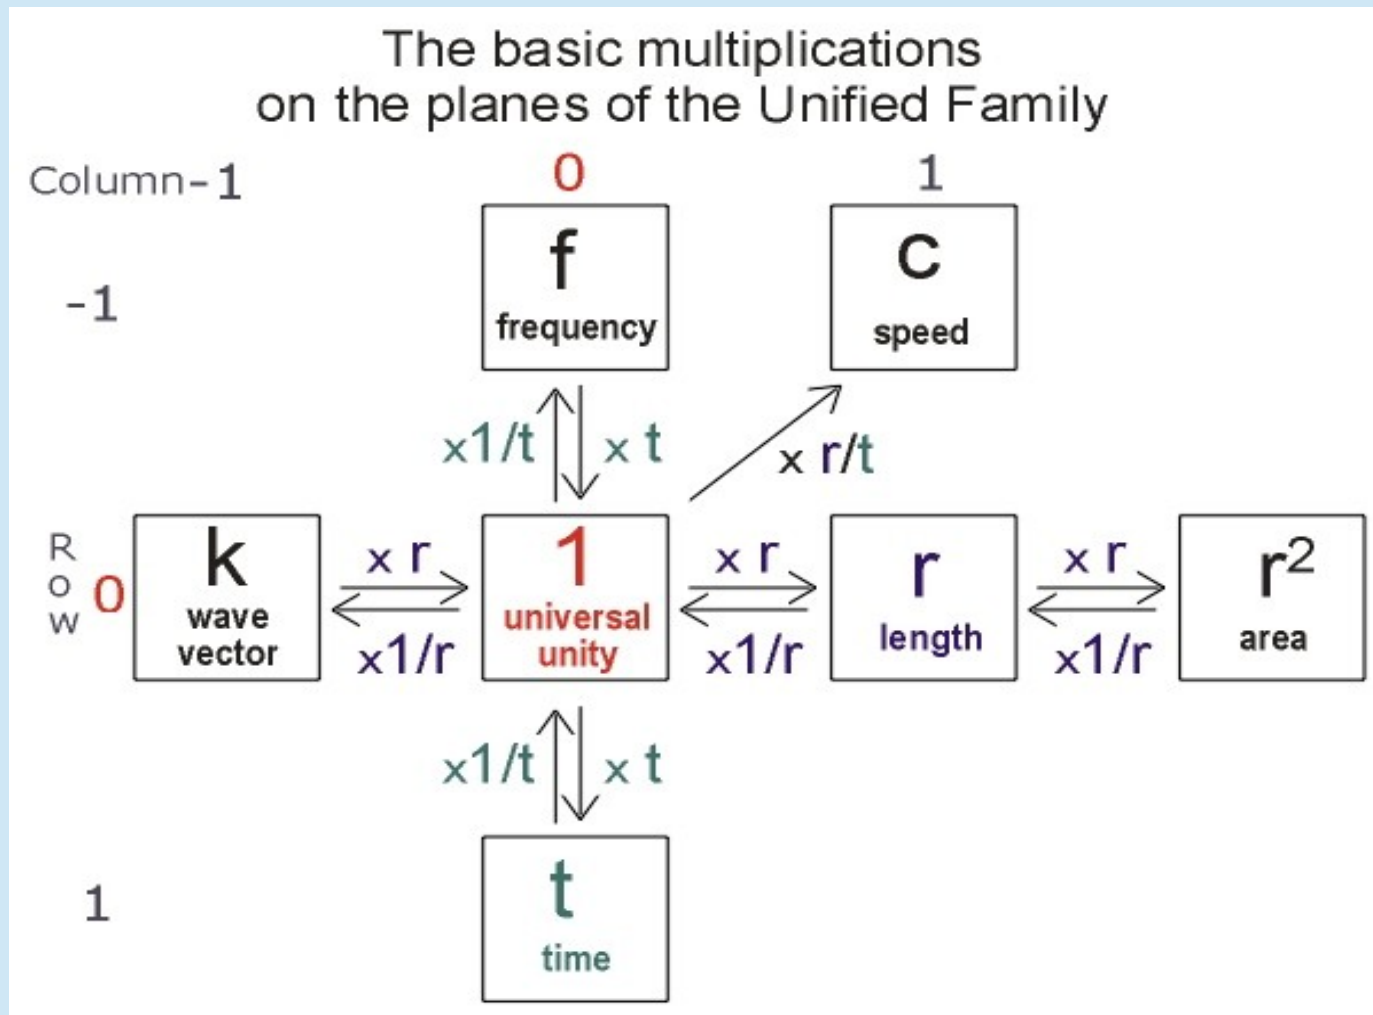 The basic multiplications
on the planes of the Unified Family
Column-1 0 1
-1
f
frequency
c
speed
x1/t x t
x r/t
Row 0
k
wave
vector
x r
x1/r
1
universal
unity
x r
x1/r
r
length
x r
x1/r
r²
area
x1/t x t
1
t
time